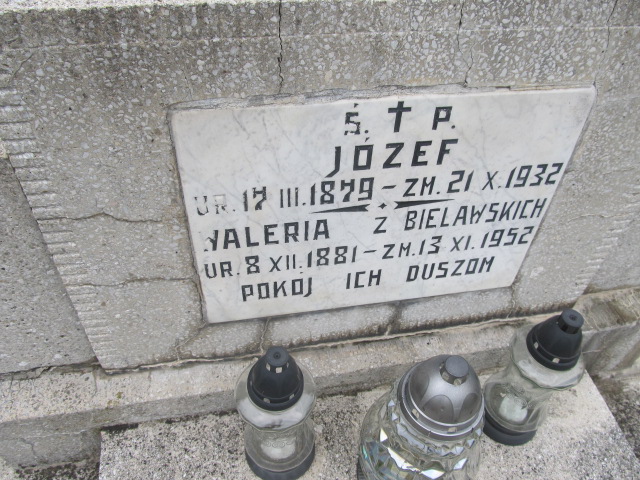 Ś. † P.
JÓZEF
UR. 17 III. 1879 – ZM. 21 X. 1932
WALERIA Z BIELAWSKICH
UR. 8 XII. 1881 – ZM. 13 XI. 1952
POKÓJ ICH DUSZOM